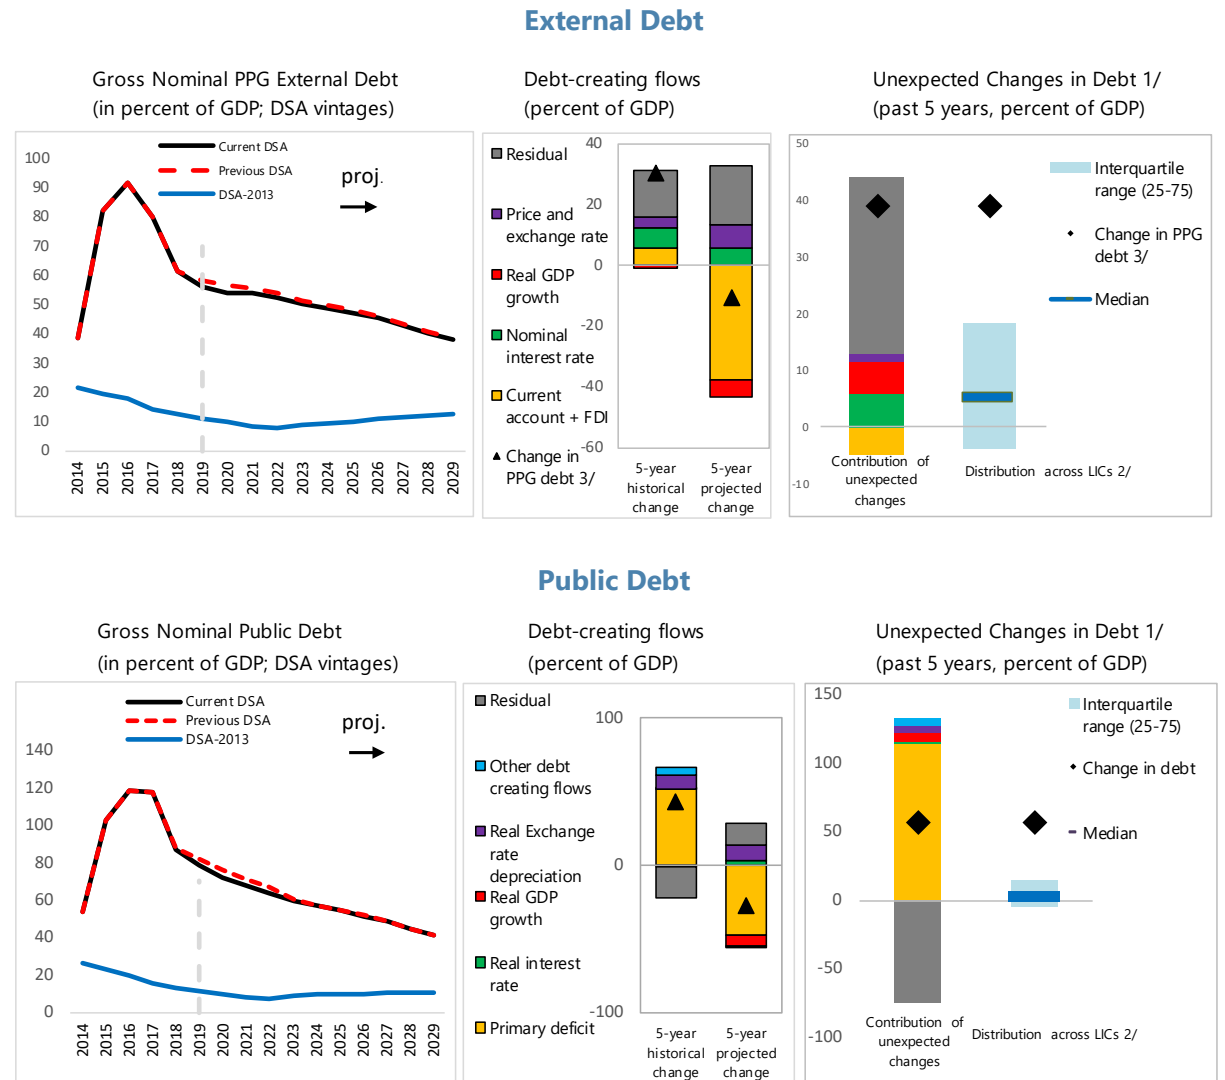 External Debt
Gross Nominal PPG External Debt
(in percent of GDP; DSA vintages)
Current DSA
Previous DSA
DSA-2013
proj.
100
90
80
70
60
50
40
30
20
10
0
2014
2015
2016
2017
2018
2019
2020
2021
2022
2023
2024
2025
2026
2027
2028
2029
Debt-creating flows
(percent of GDP)
Residual
Price and
exchange rate
Real GDP
growth
Nominal
interest rate
Current
account + FDI
Change in
PPG debt 3/
40
20
0
-20
-40
-60
5-year
historical
change
5-year
projected
change
Unexpected Changes in Debt 1/
(past 5 years, percent of GDP)
50
40
30
20
10
0
-10
Interquartile
range (25-75)
Change in PPG
debt 3/
Median
Contribution of
unexpected
changes
Distribution across LICs 2/
Public Debt
Gross Nominal Public Debt
(in percent of GDP; DSA vintages)
Current DSA
Previous DSA
DSA-2013
proj.
140
120
100
80
60
40
20
0
2014
2015
2016
2017
2018
2019
2020
2021
2022
2023
2024
2025
2026
2027
2028
2029
Debt-creating flows
(percent of GDP)
Residual
Other debt
creating flows
Real Exchange
rate
depreciation
Real GDP
growth
Real interest
rate
Primary deficit
100
0
-100
5-year
historical
change
5-year
projected
change
Unexpected Changes in Debt 1/
(past 5 years, percent of GDP)
150
100
50
0
-50
-100
Interquartile
range (25-75)
Change in debt
Median
Contribution of
unexpected
changes
Distribution across LICs 2/